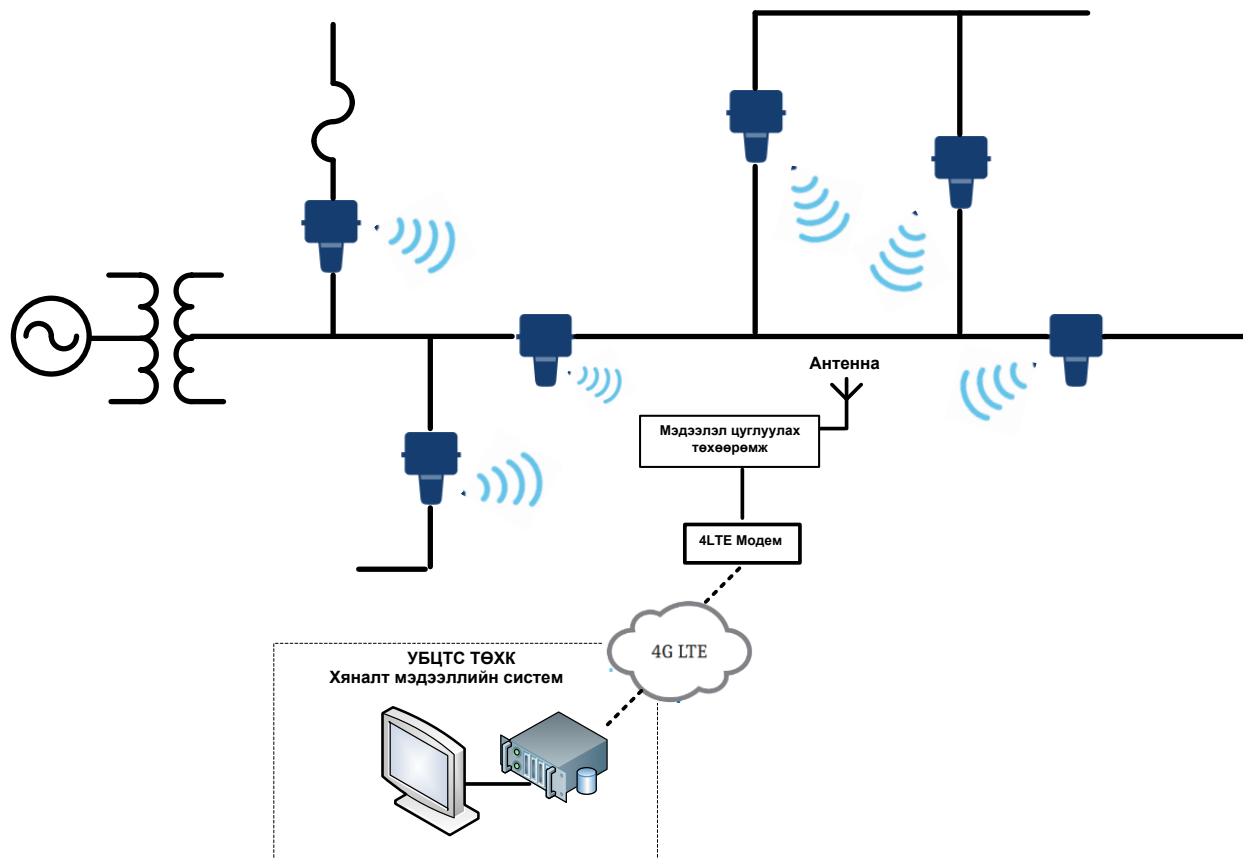 Антенна
Мэдээлэл цуглуулах
төхөөрөмж
4LTE Модем
4G LTE
УБЦТС ТӨХК
Хяналт мэдээллийн систем